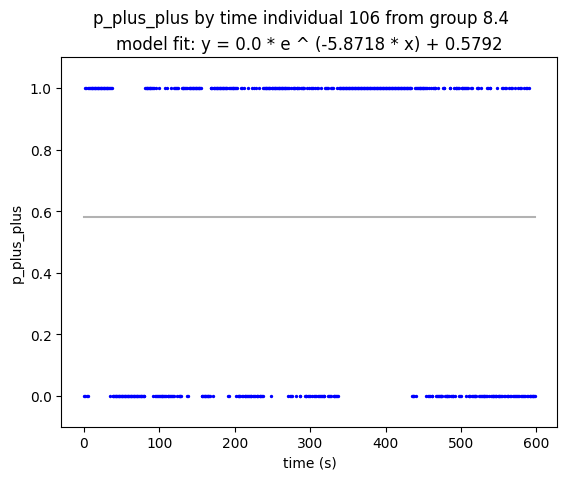 p_plus_plus by time individual 106 from group 8.4
model fit: y = 0.0 * e ^ (-5.8718 * x) + 0.5792
1.0
0.8
0.6
0.4
0.2
0.0
p_plus_plus
0 100 200 300 400 500 600
time (s)